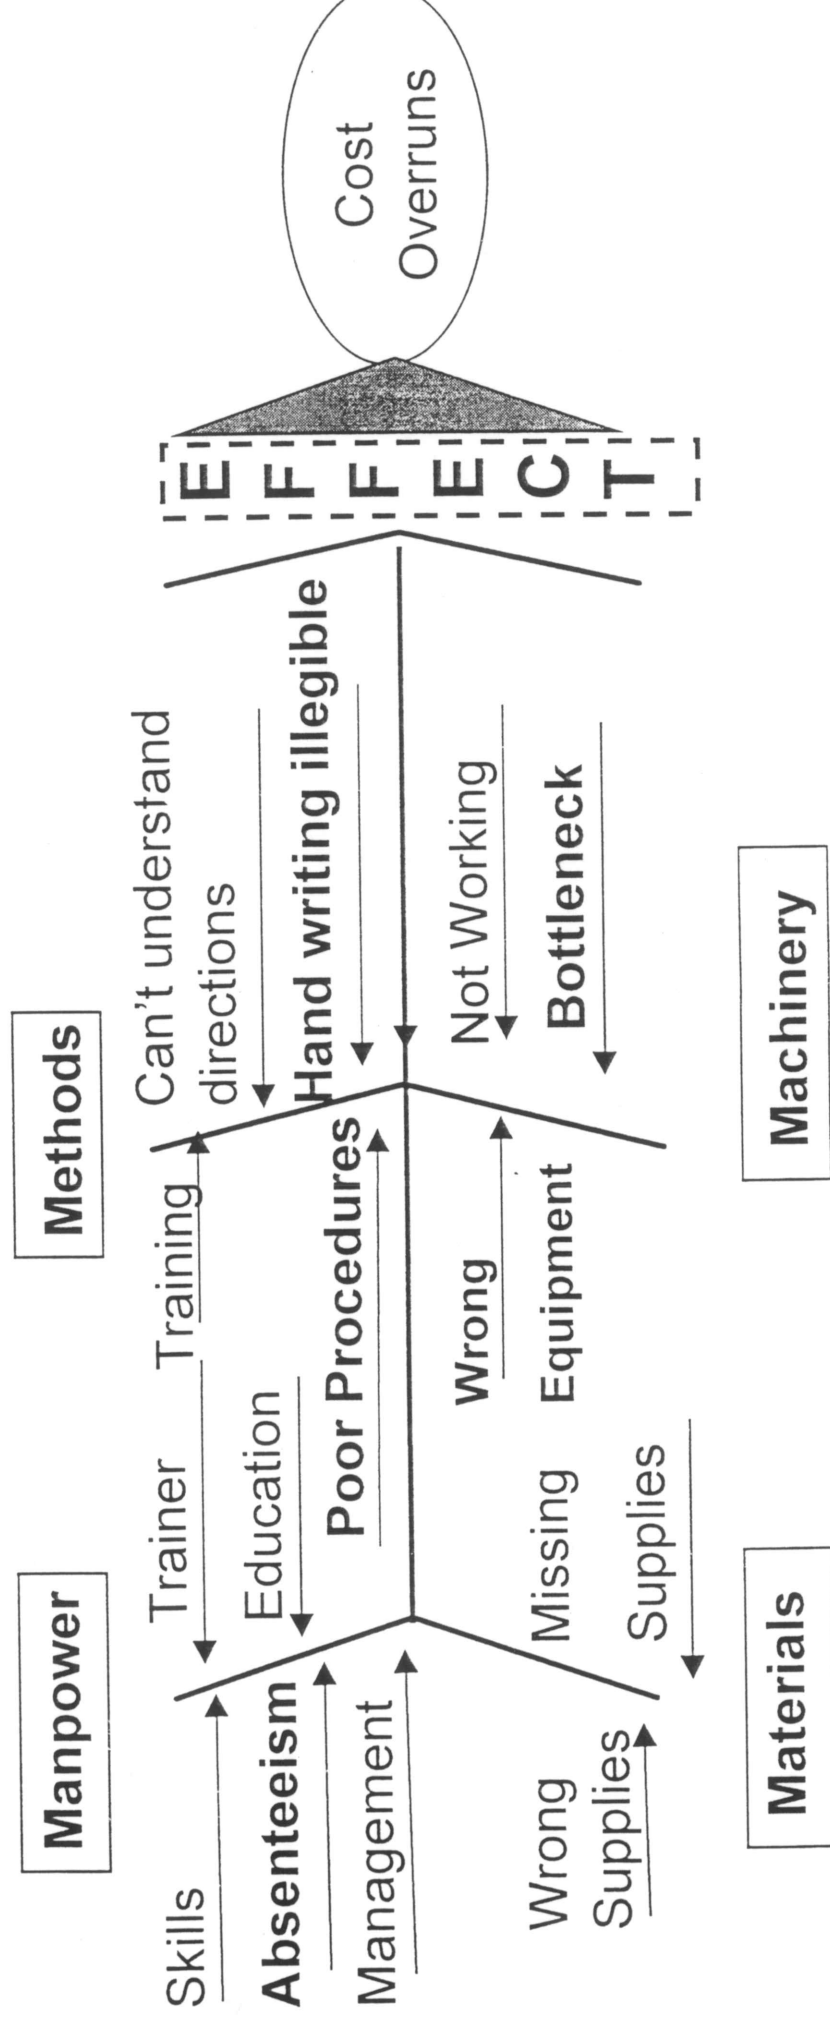 Manpower
Methods
Skills
Absenteeism
Management
Trainer
Education
Training
Poor Procedures
Can't understand
directions
Hand writing illegible
Wrong
Supplies
Missing
Supplies
Wrong
Equipment
Not Working
Bottleneck
Materials
Machinery
EFFECT
Cost
Overruns